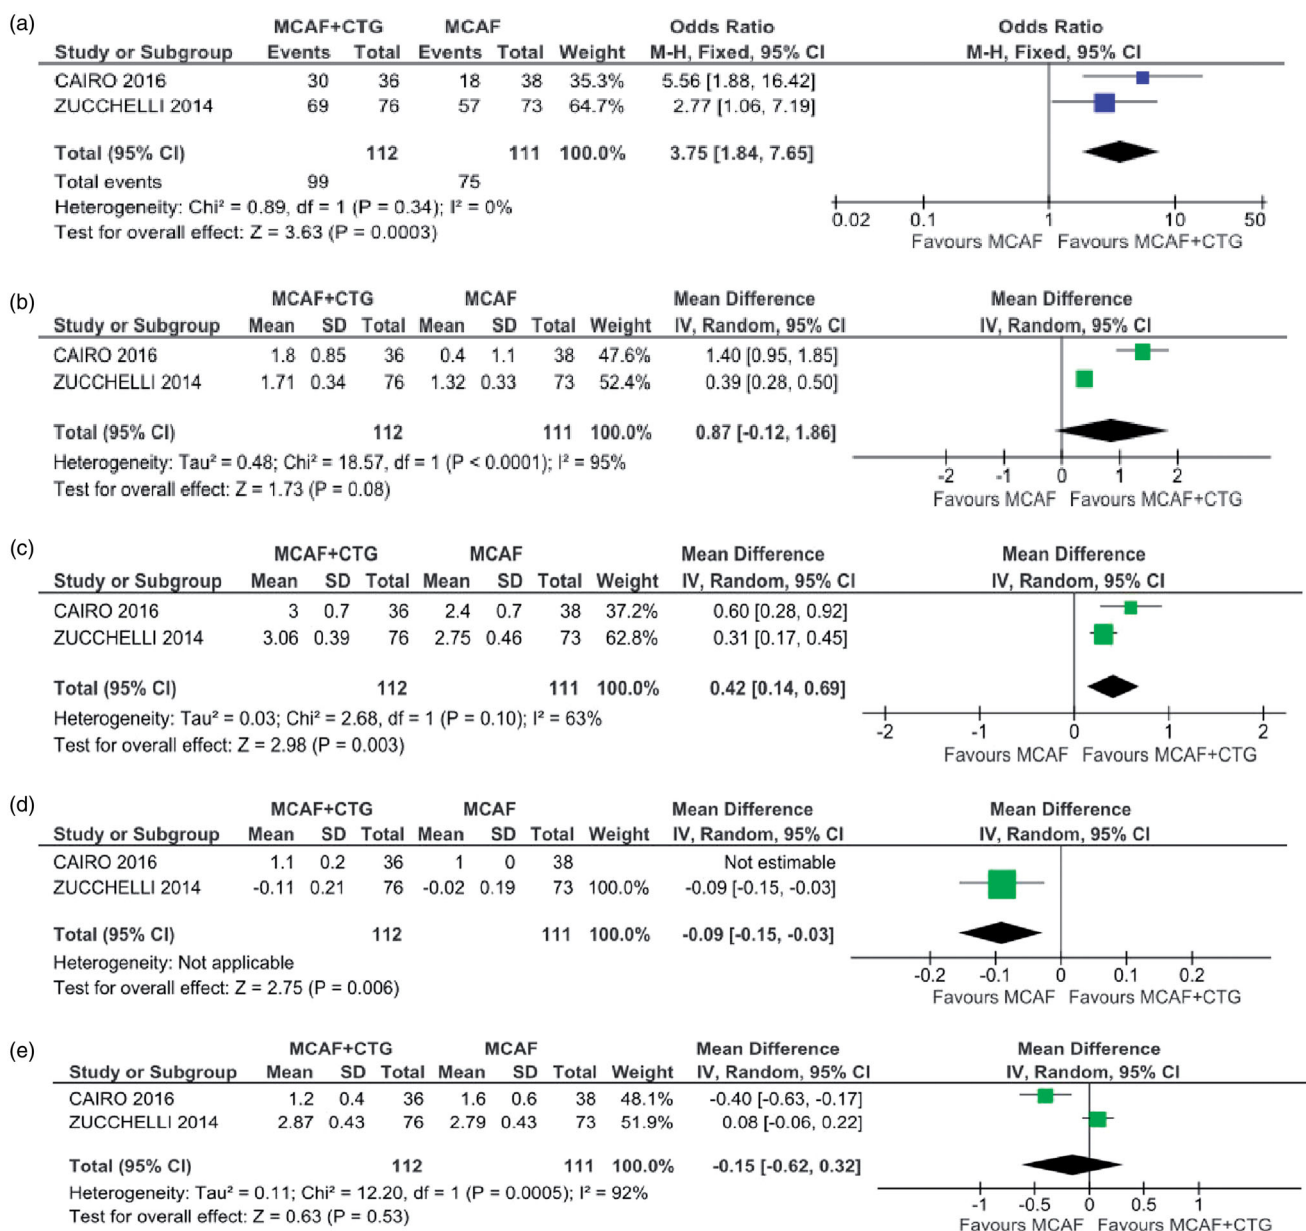 (a)
MCAF+CTG MCAF Odds Ratio Odds Ratio
Study or Subgroup Events Total Events Total Weight M-H, Fixed, 95% CI M-H, Fixed, 95% CI
CAIRO 2016 30 36 18 38 35.3% 5.56 [1.88, 16.42]
ZUCCHELLI 2014 69 76 57 73 64.7% 2.77 [1.06, 7.19]
Total (95% CI) 112 111 100.0% 3.75 [1.84, 7.65]
Total events 99 75
Heterogeneity: Chi² = 0.89, df = 1 (P = 0.34); I² = 0%
Test for overall effect: Z = 3.63 (P = 0.0003)
0.02 0.1 1 10 50
Favours MCAF Favours MCAF+CTG
(b)
MCAF+CTG MCAF Mean Difference Mean Difference
Study or Subgroup Mean SD Total Mean SD Total Weight IV, Random, 95% CI IV, Random, 95% CI
CAIRO 2016 1.8 0.85 36 0.4 1.1 38 47.6% 1.40 [0.95, 1.85]
ZUCCHELLI 2014 1.71 0.34 76 1.32 0.33 73 52.4% 0.39 [0.28, 0.50]
Total (95% CI) 112 111 100.0% 0.87 [-0.12, 1.86]
Heterogeneity: Tau² = 0.48; Chi² = 18.57, df = 1 (P < 0.0001); I² = 95%
Test for overall effect: Z = 1.73 (P = 0.08)
-2 -1 0 1 2
Favours MCAF Favours MCAF+CTG
(c)
MCAF+CTG MCAF Mean Difference Mean Difference
Study or Subgroup Mean SD Total Mean SD Total Weight IV, Random, 95% CI IV, Random, 95% CI
CAIRO 2016 3 0.7 36 2.4 0.7 38 37.2% 0.60 [0.28, 0.92]
ZUCCHELLI 2014 3.06 0.39 76 2.75 0.46 73 62.8% 0.31 [0.17, 0.45]
Total (95% CI) 112 111 100.0% 0.42 [0.14, 0.69]
Heterogeneity: Tau² = 0.03; Chi² = 2.68, df = 1 (P = 0.10); I² = 63%
Test for overall effect: Z = 2.98 (P = 0.003)
-2 -1 0 1 2
Favours MCAF Favours MCAF+CTG
(d)
MCAF+CTG MCAF Mean Difference Mean Difference
Study or Subgroup Mean SD Total Mean SD Total Weight IV, Random, 95% CI IV, Random, 95% CI
CAIRO 2016 1.1 0.2 36 1 0 38 Not estimable
ZUCCHELLI 2014 -0.11 0.21 76 -0.02 0.19 73 100.0% -0.09 [-0.15, -0.03]
Total (95% CI) 112 111 100.0% -0.09 [-0.15, -0.03]
Heterogeneity: Not applicable
Test for overall effect: Z = 2.75 (P = 0.006)
-0.2 -0.1 0 0.1 0.2
Favours MCAF Favours MCAF+CTG
(e)
MCAF+CTG MCAF Mean Difference Mean Difference
Study or Subgroup Mean SD Total Mean SD Total Weight IV, Random, 95% CI IV, Random, 95% CI
CAIRO 2016 1.2 0.4 36 1.6 0.6 38 48.1% -0.40 [-0.63, -0.17]
ZUCCHELLI 2014 2.87 0.43 76 2.79 0.43 73 51.9% 0.08 [-0.06, 0.22]
Total (95% CI) 112 111 100.0% -0.15 [-0.62, 0.32]
Heterogeneity: Tau² = 0.11; Chi² = 12.20, df = 1 (P = 0.0005); I² = 92%
Test for overall effect: Z = 0.63 (P = 0.53)
-1 -0.5 0 0.5 1
Favours MCAF Favours MCAF+CTG